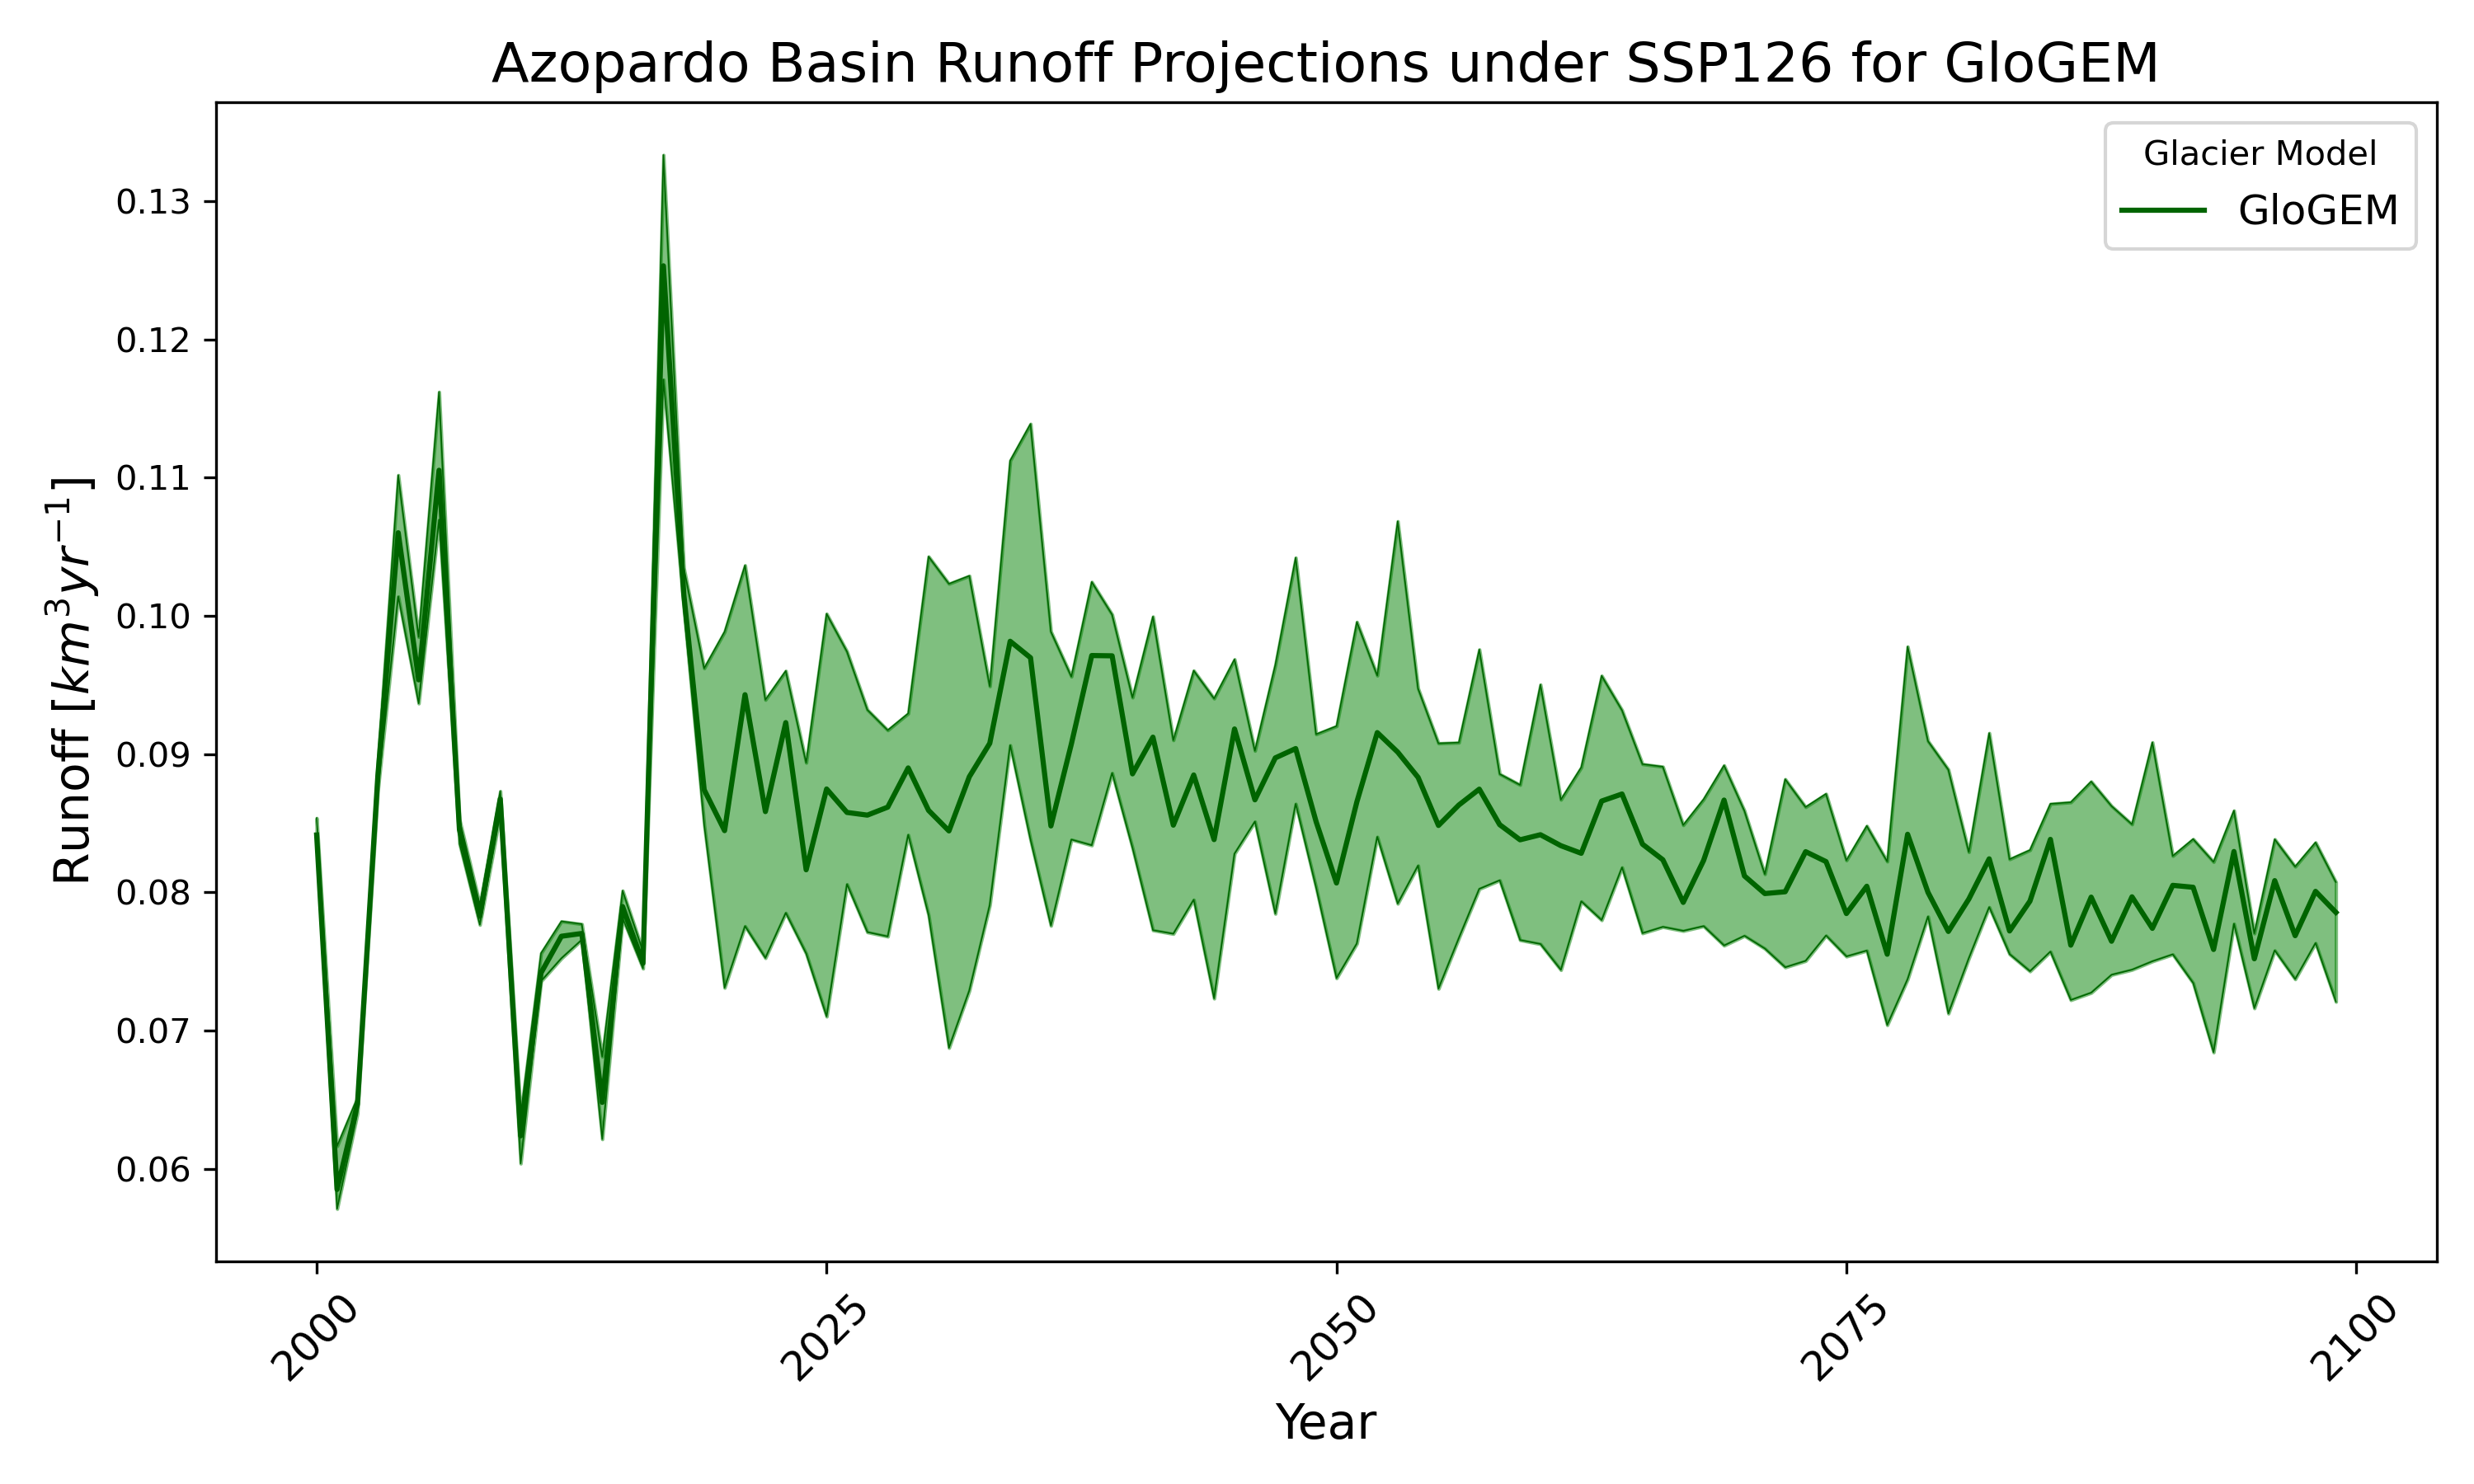 Azopardo Basin Runoff Projections under SSP126 for GloGEM
Glacier Model
GloGEM
Runoff [km³yr⁻¹]
0.13
0.12
0.11
0.10
0.09
0.08
0.07
0.06
2000
2025
2050
2075
2100
Year